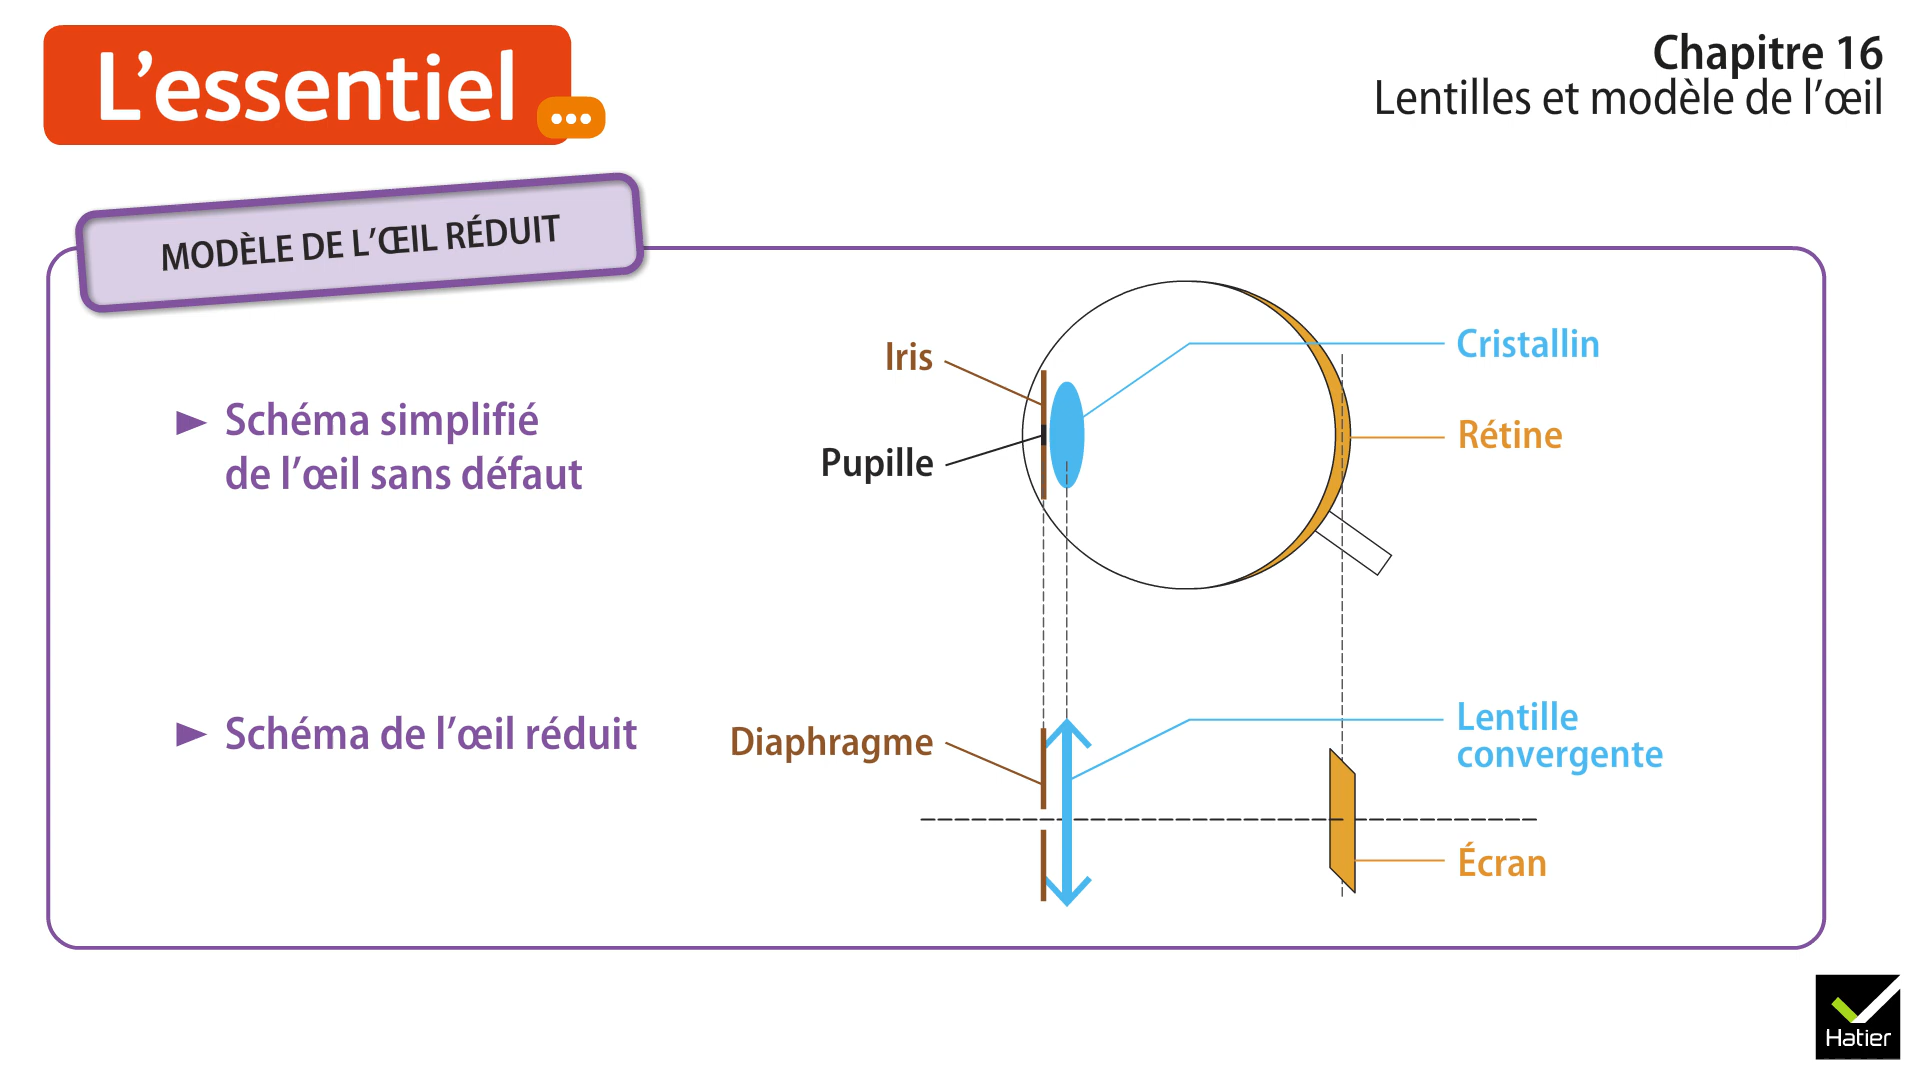 L’essentiel
Chapitre 16
Lentilles et modèle de l’œil
MODÈLE DE L’ŒIL RÉDUIT
Schéma simplifié
de l’œil sans défaut
Iris
Pupille
Cristallin
Rétine
Schéma de l’œil réduit
Diaphragme
Lentille
convergente
Écran
Hatier